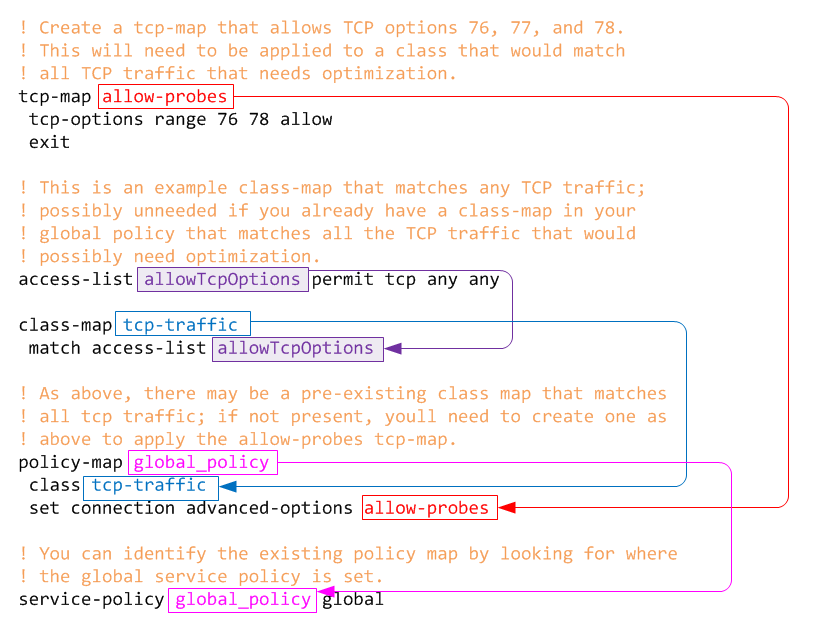 ! Create a tcp-map that allows TCP options 76, 77, and 78.
! This will need to be applied to a class that would match
! all TCP traffic that needs optimization.
tcp-map allow-probes
tcp-options range 76 78 allow
exit
! This is an example class-map that matches any TCP traffic;
! possibly unneeded if you already have a class-map in your
! global policy that matches all the TCP traffic that would
! possibly need optimization.
access-list allowTcpOptions permit tcp any any
class-map tcp-traffic
match access-list allowTcpOptions
! As above, there may be a pre-existing class map that matches
! all tcp traffic; if not present, youll need to create one as
! above to apply the allow-probes tcp-map.
policy-map global_policy
class tcp-traffic
set connection advanced-options allow-probes
! You can identify the existing policy map by looking for where
! the global service policy is set.
service-policy global_policy global